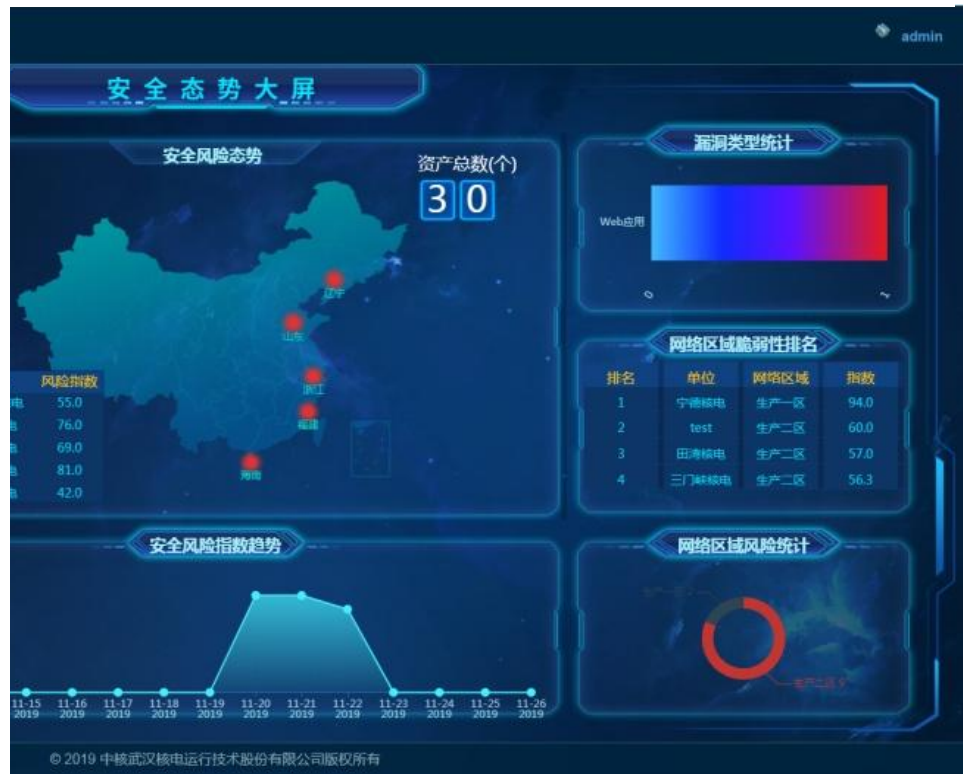 admin
安全态势大屏
安全风险态势
资产总数(个)
30
辽宁
山东
浙江
福建
海南
风险指数
电 55.0
76.0
69.0
81.0
电 42.0
漏洞类型统计
Web应用
0
1
网络区域脆弱性排名
排名 单位 网络区域 指数
1 宁德核电 生产一区 94.0
2 test 生产二区 60.0
3 田湾核电 生产二区 57.0
4 三门峡核电 生产二区 56.3
安全风险指数趋势
11-15 11-16 11-17 11-18 11-19 11-20 11-21 11-22 11-23 11-24 11-25 11-26
2019 2019 2019 2019 2019 2019 2019 2019 2019 2019 2019 2019
网络区域风险统计
生产二区
© 2019 中核武汉核电运行技术股份有限公司版权所有